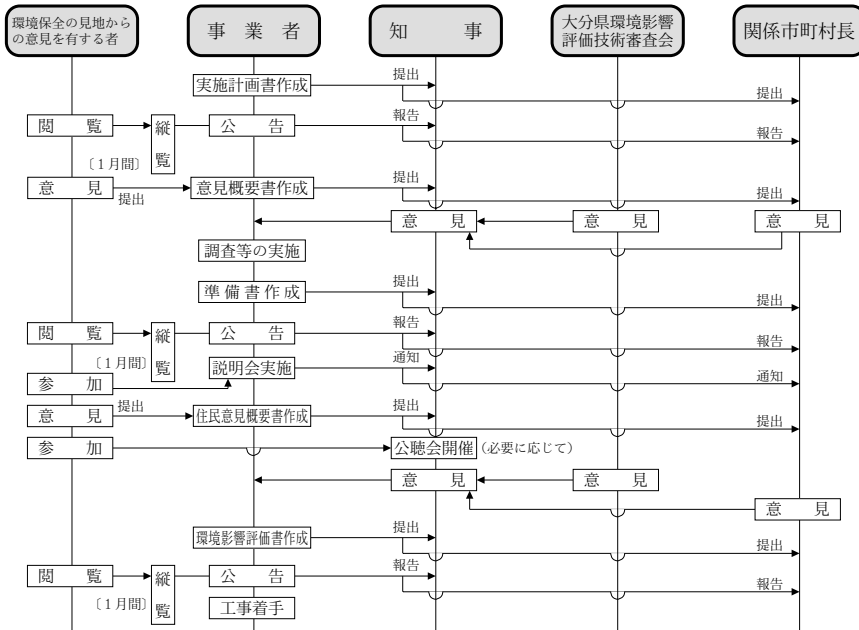 環境保全の見地から
の意見を有する者
事業者
知事
大分県環境影響
評価技術審査会
関係市町村長
実施計画書作成
提出
提出
閲覧
縦覧
公告
報告
報告
〔１月間〕
意見
提出
意見概要書作成
提出
提出
意見
意見
意見
調査等の実施
準備書作成
提出
提出
閲覧
縦覧
公告
報告
報告
〔１月間〕
説明会実施
通知
通知
参加
意見
提出
住民意見概要書作成
提出
提出
参加
公聴会開催
(必要に応じて)
意見
意見
意見
環境影響評価書作成
提出
提出
閲覧
縦覧
公告
報告
報告
〔１月間〕
工事着手